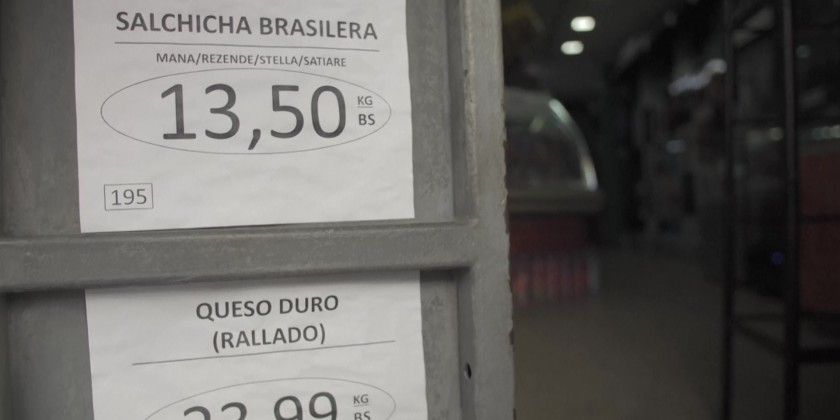 SALCHICHA BRASILERA
MANA/REZENDE/STELLA/SATIARE
13,50 KG
BS
195
QUESO DURO
(RALLADO)
KG
BS